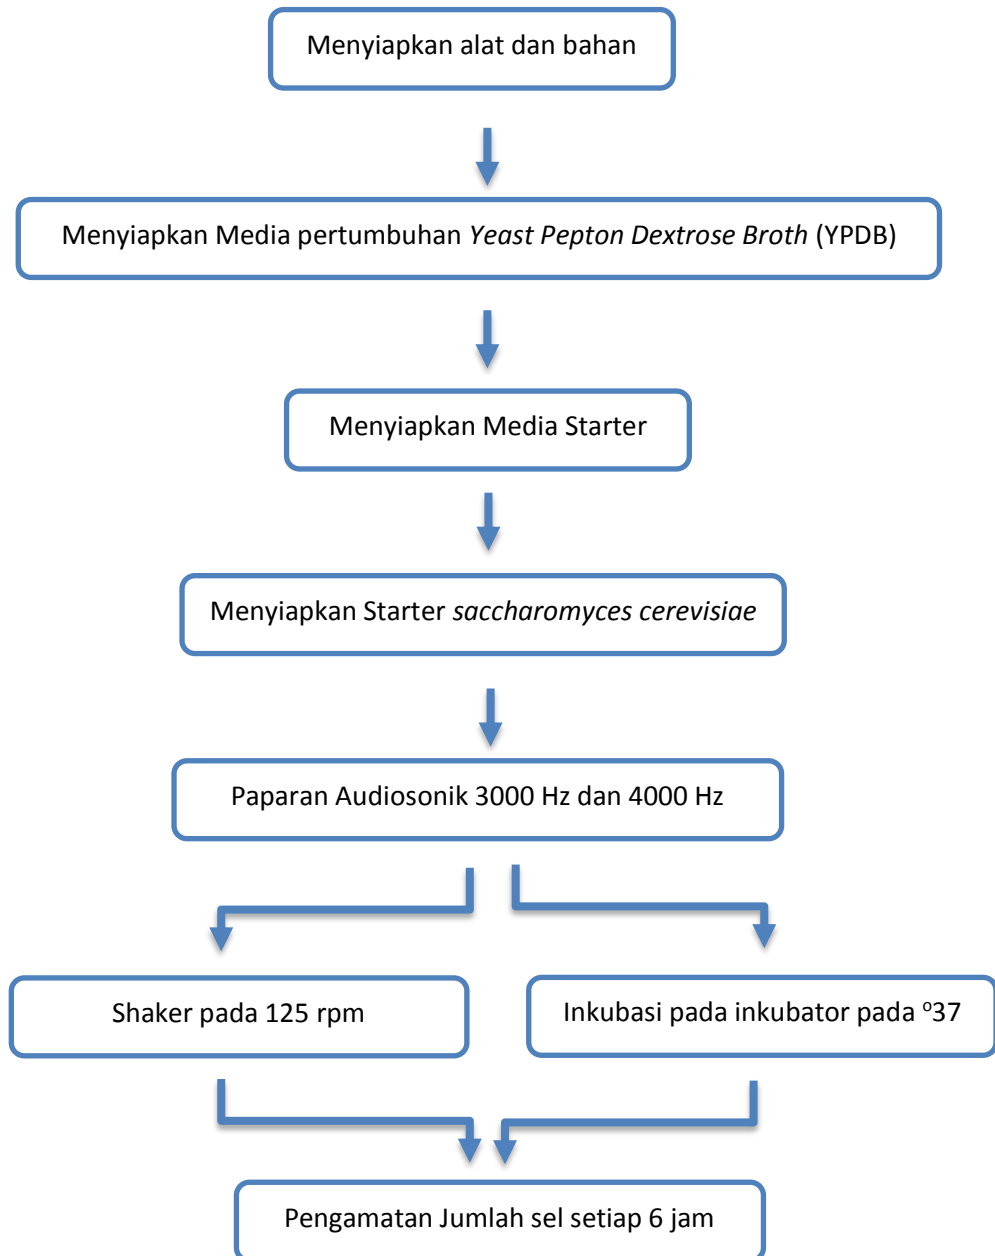 Menyiapkan alat dan bahan
Menyiapkan Media pertumbuhan Yeast Pepton Dextrose Broth (YPDB)
Menyiapkan Media Starter
Menyiapkan Starter saccharomyces cerevisiae
Paparan Audiosonik 3000 Hz dan 4000 Hz
Shaker pada 125 rpm
Inkubasi pada inkubator pada º37
Pengamatan Jumlah sel setiap 6 jam